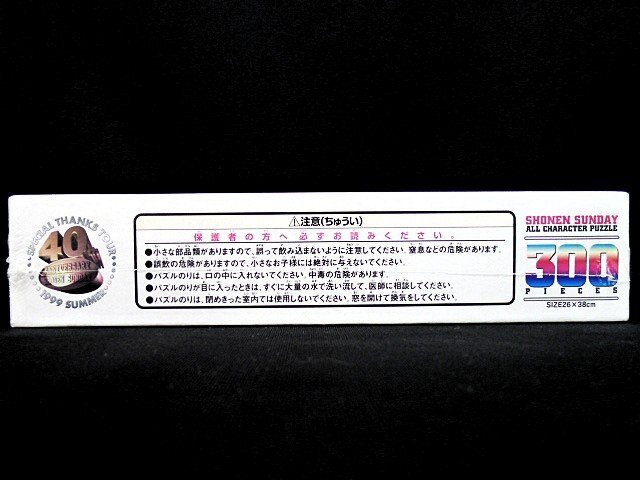 SPECIAL THANKS TOUR
40th
ANNIVERSARY
1999 SUMMER
⚠注意(ちゅうい)
保護者の方へ必ずお読みください。
●小さな部品類がありますので、誤って飲み込まないように注意してください。窒息などの危険があります。
誤飲の危険がありますので、小さなお子様には絶対に与えないでください。
●パズルのりは、口の中に入れないでください。中毒の危険があります。
●パズルのりが目に入ったときは、すぐに大量の水で洗い流して、医師に相談してください。
●パズルのりは、閉めきった室内では使用しないでください。窓を開けて換気をしてください。
SHONEN SUNDAY
ALL CHARACTER PUZZLE
300
PIECES
SIZE26×38cm